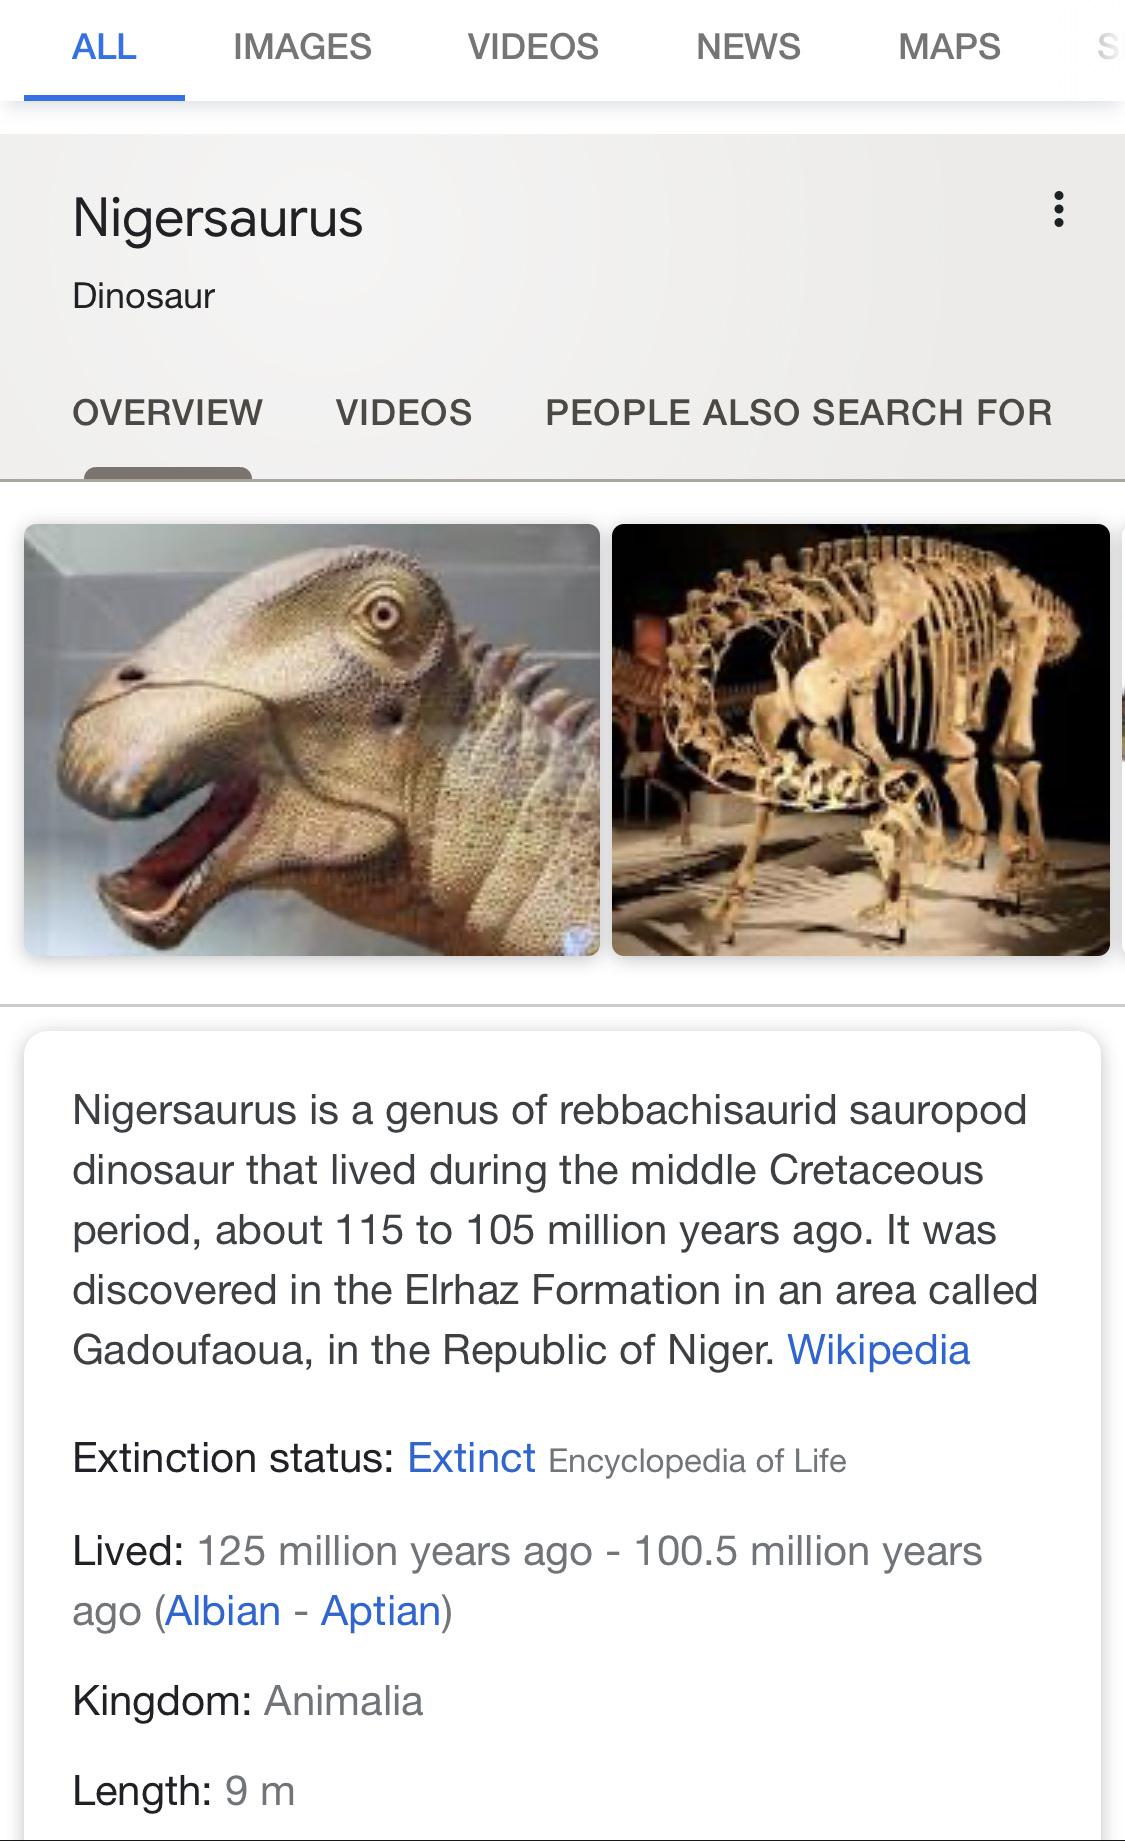 ALL IMAGES VIDEOS NEWS MAPS S
Nigersaurus
Dinosaur
OVERVIEW VIDEOS PEOPLE ALSO SEARCH FOR
Nigersaurus is a genus of rebbachisaurid sauropod
dinosaur that lived during the middle Cretaceous
period, about 115 to 105 million years ago. It was
discovered in the Elrhaz Formation in an area called
Gadoufaoua, in the Republic of Niger. Wikipedia
Extinction status: Extinct Encyclopedia of Life
Lived: 125 million years ago - 100.5 million years
ago (Albian - Aptian)
Kingdom: Animalia
Length: 9 m